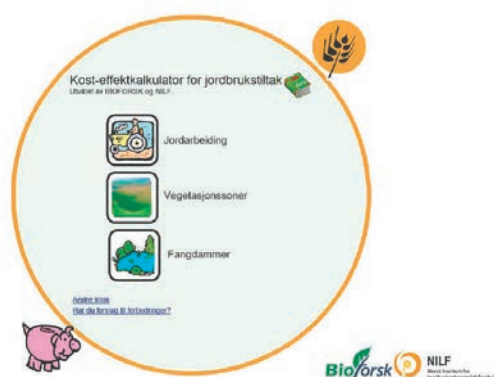 Kost-effektkalkulator for jordbrukstiltak
Utviklet av BIOFORSK og NILF.
Jordarbeiding
Vegetasjonssoner
Fangdammer
Andre tiltak
Har du forslag til forbedringer?
Bioforsk
NILF